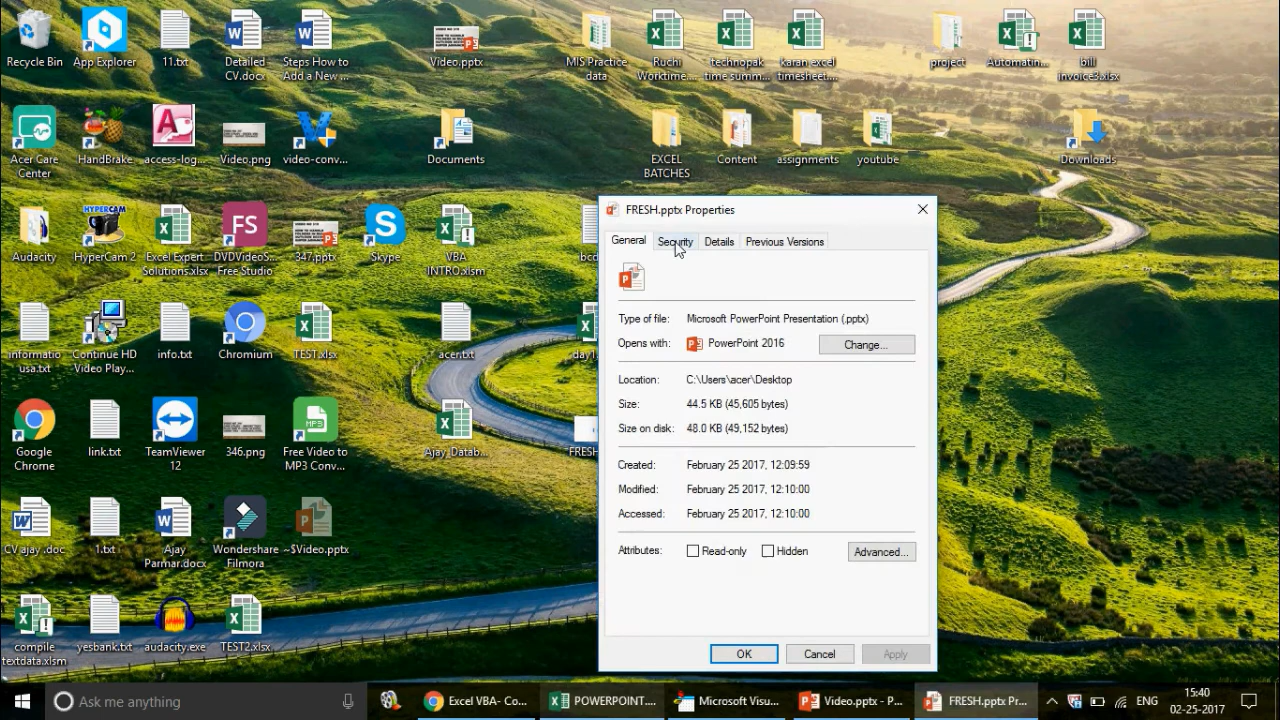 Recycle Bin
App Explorer
11.txt
Detailed
CV.docx
Steps How to
Add a New ...
Video.pptx
MIS Practice
data
Ruchi
Worktime....
technopak
time summ...
karan excel
timesheet....
project
Automatin...
bill
invoice3.xlsx
Acer Care
Center
HandBrake
access-log...
Video.png
video-conv...
Documents
EXCEL
BATCHES
Content
assignments
youtube
Downloads
Audacity
HYPERCAM
HyperCam 2
Excel Expert
Solutions.xlsx
FS
DVDVideoS...
Free Studio
347.pptx
Skype
VBA
INTRO.xlsm
bcd
informatio
usa.txt
Continue HD
Video Play...
info.txt
Chromium
TEST.xlsx
acer.txt
day1.
Google
Chrome
link.txt
TeamViewer
12
346.png
MP3
Free Video to
MP3 Conv...
Ajay Datab...
FRESH
CV ajay .doc
1.txt
Ajay
Parmar.docx
Wondershare
Filmora
~$Video.pptx
compile
textdata.xlsm
yesbank.txt
audacity.exe
TEST2.xlsx
FRESH.pptx Properties
General Security Details Previous Versions
Type of file: Microsoft PowerPoint Presentation (.pptx)
Opens with: PowerPoint 2016 Change...
Location: C:\Users\acer\Desktop
Size: 44.5 KB (45,605 bytes)
Size on disk: 48.0 KB (49,152 bytes)
Created: February 25 2017, 12:09:59
Modified: February 25 2017, 12:10:00
Accessed: February 25 2017, 12:10:00
Attributes: Read-only Hidden Advanced...
OK Cancel Apply
Ask me anything
Excel VBA- Co...
POWERPOINT....
Microsoft Visu...
Video.pptx - P...
FRESH.pptx Pr...
ENG
15:40
02-25-2017